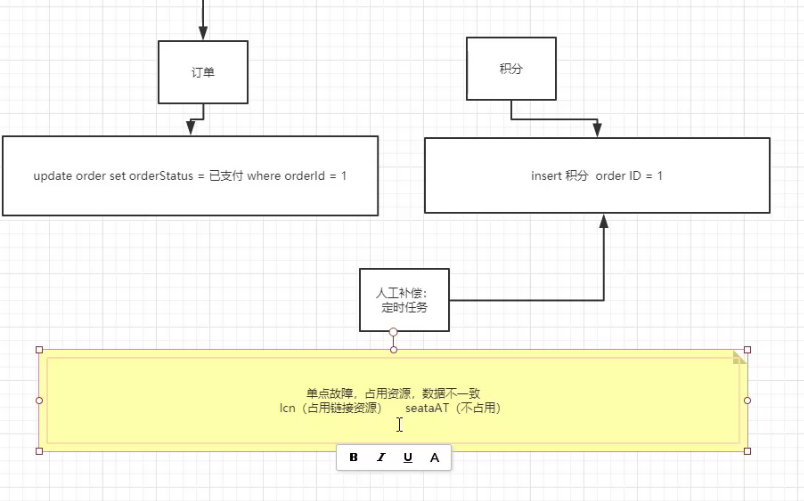 订单
积分
update order set orderStatus = 已支付 where orderId = 1
insert 积分 order ID = 1
人工补偿：
定时任务
单点故障，占用资源，数据不一致
lcn（占用链接资源） seataAT（不占用）
B I U A